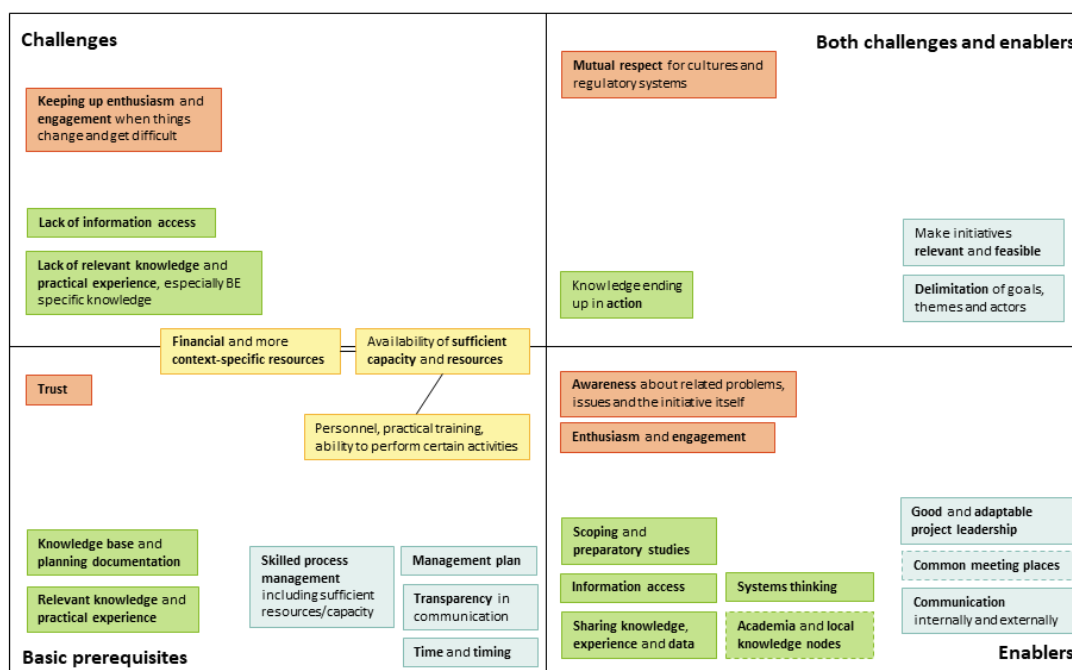 Challenges
Keeping up enthusiasm and
engagement when things
change and get difficult
Lack of information access
Lack of relevant knowledge and
practical experience, especially BE
specific knowledge
Both challenges and enablers
Mutual respect for cultures and
regulatory systems
Make initiatives
relevant and feasible
Knowledge ending
up in action
Delimitation of goals,
themes and actors
Financial and more
context-specific resources
Availability of sufficient
capacity and resources
Personnel, practical training,
ability to perform certain activities
Trust
Knowledge base and
planning documentation
Relevant knowledge and
practical experience
Skilled process
management
including sufficient
resources/capacity
Management plan
Transparency in
communication
Time and timing
Basic prerequisites
Awareness about related problems,
issues and the initiative itself
Enthusiasm and engagement
Scoping and
preparatory studies
Information access
Sharing knowledge,
experience and data
Systems thinking
Academia and local
knowledge nodes
Good and adaptable
project leadership
Common meeting places
Communication
internally and externally
Enablers